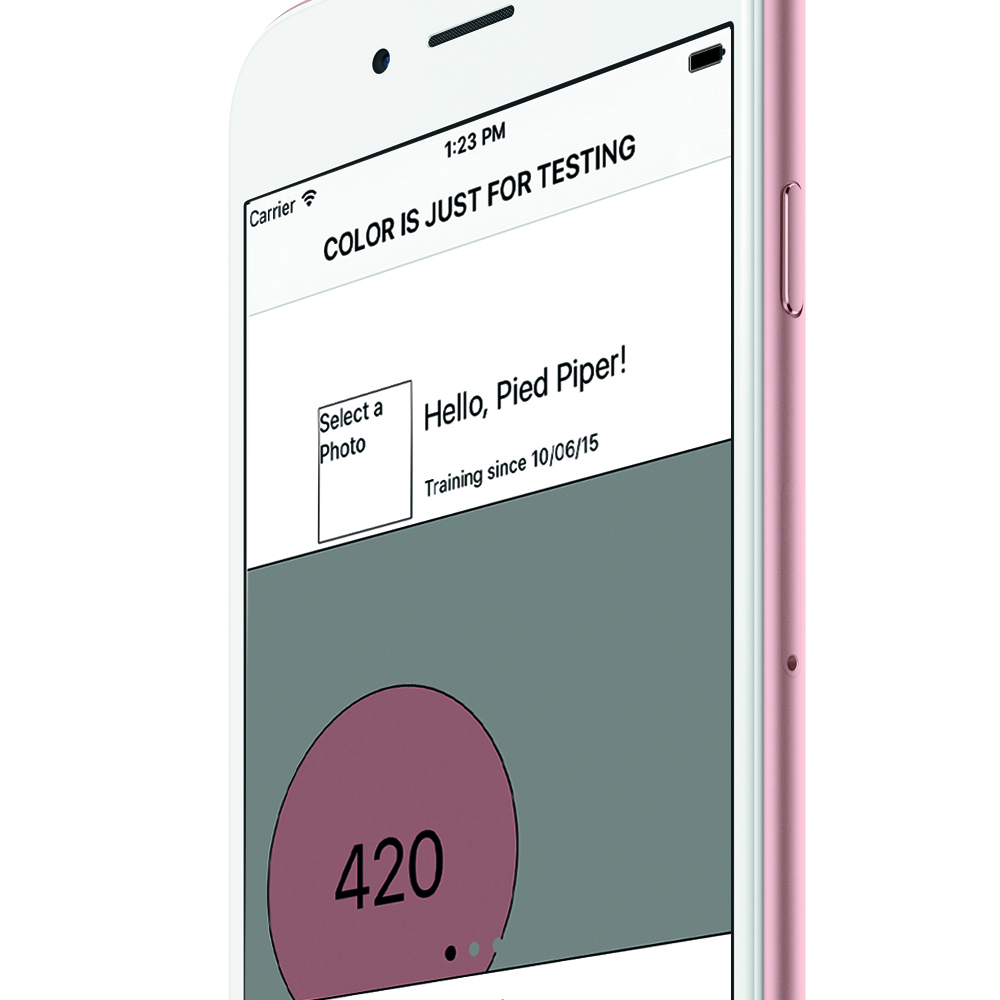 1:23 PM
Carrier
COLOR IS JUST FOR TESTING
Select a
Photo
Hello, Pied Piper!
Training since 10/06/15
420